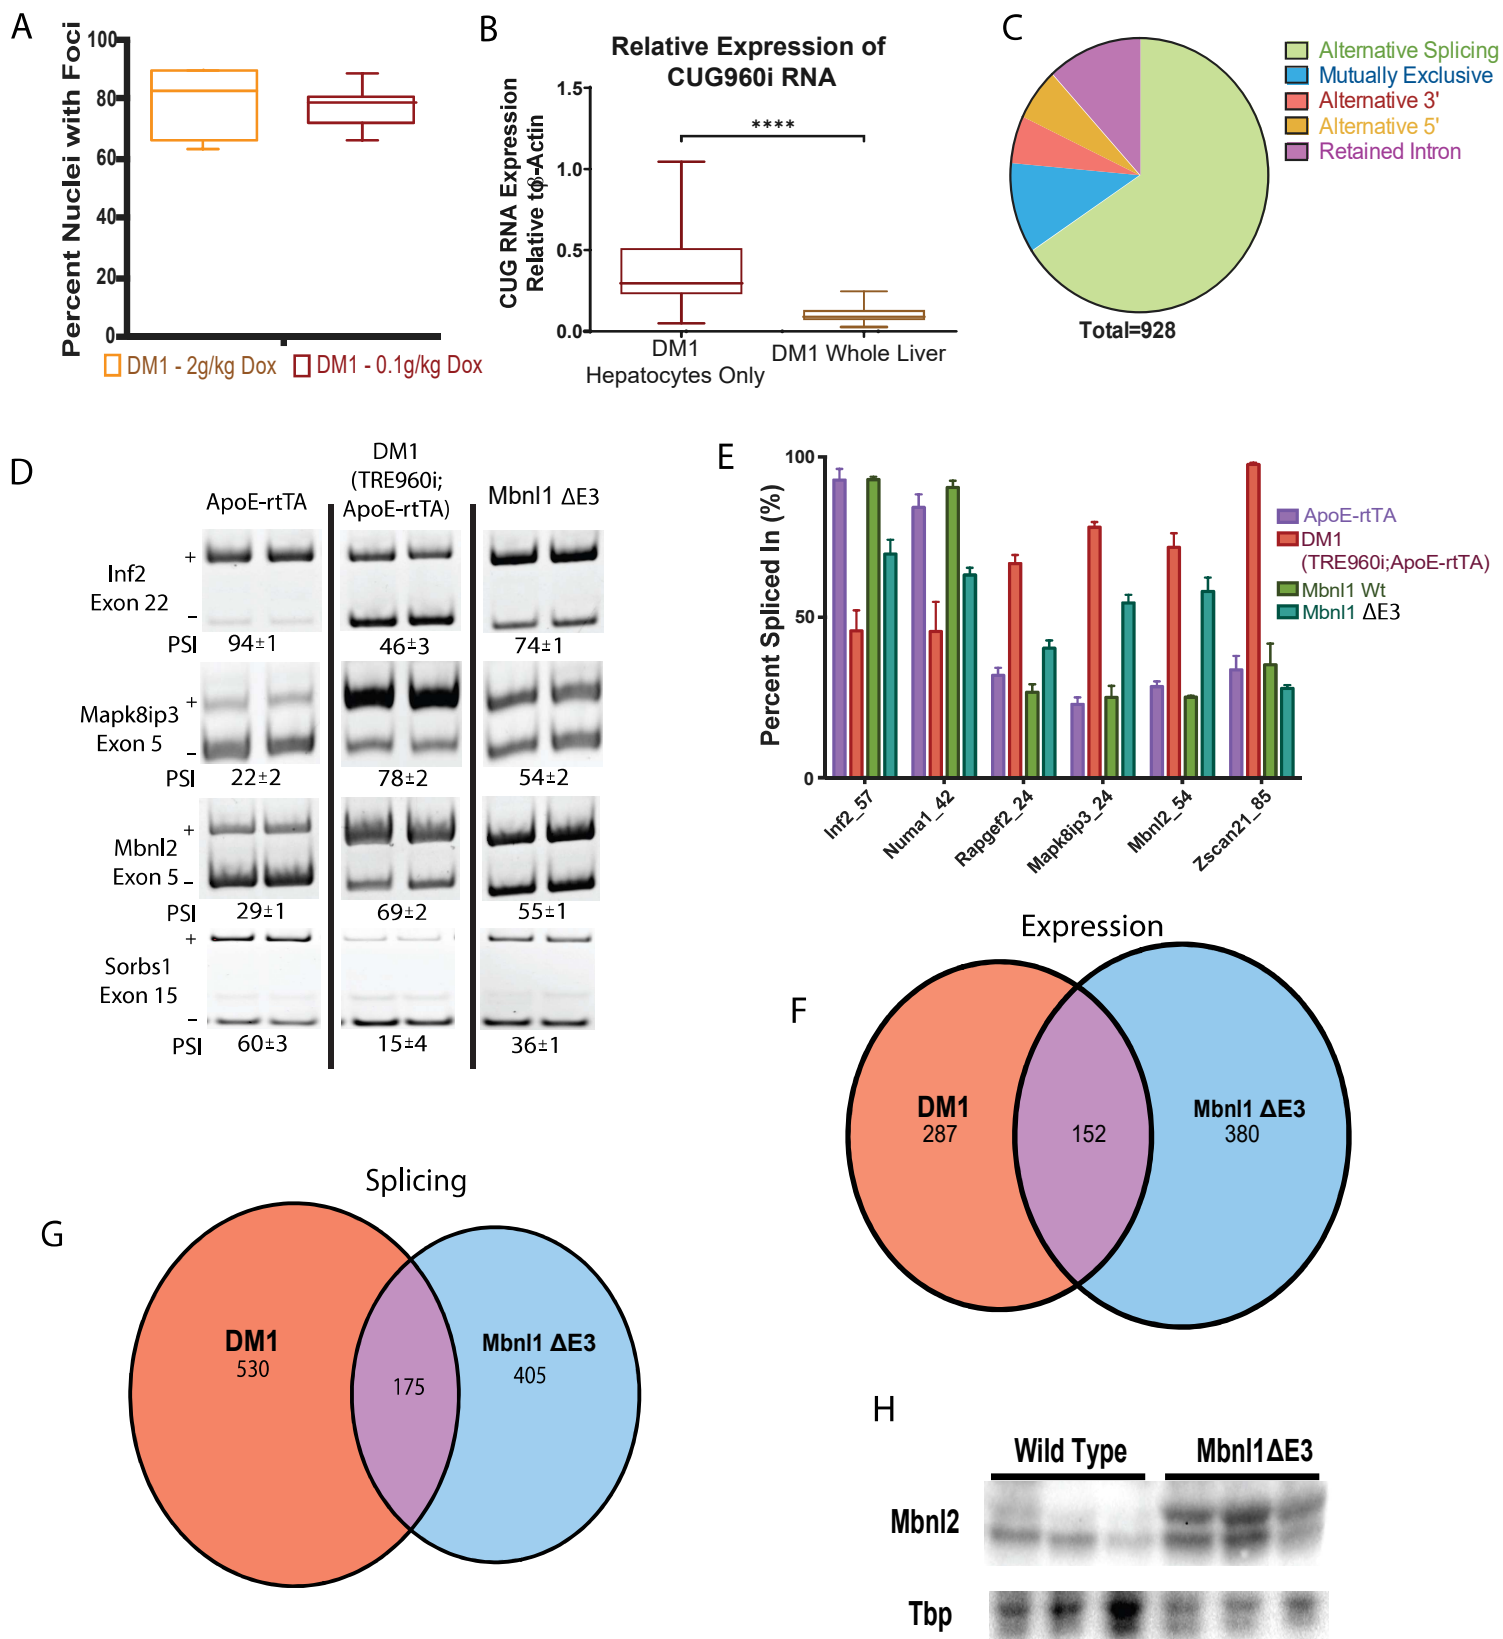 A
Percent Nuclei with Foci
100
80
60
40
20
0
DM1 - 2g/kg Dox
DM1 - 0.1g/kg Dox
B
Relative Expression of
CUG960i RNA
CUG RNA Expression
Relative toβ-Actin
1.5
1.0
0.5
0.0
****
DM1
Hepatocytes Only
DM1 Whole Liver
C
Alternative Splicing
Mutually Exclusive
Alternative 3'
Alternative 5'
Retained Intron
Total=928
D
ApoE-rtTA
DM1
(TRE960i;
ApoE-rtTA)
Mbnl1 ΔE3
Inf2
Exon 22
+
–
PSI 94±1 46±3 74±1
Mapk8ip3
Exon 5
+
–
PSI 22±2 78±2 54±2
Mbnl2
Exon 5
+
–
PSI 29±1 69±2 55±1
Sorbs1
Exon 15
+
–
PSI 60±3 15±4 36±1
E
Percent Spliced In (%)
100
50
0
Inf2_57
Numa1_42
Rapgef2_24
Mapk8ip3_24
Mbnl2_54
Zscan21_85
ApoE-rtTA
DM1
(TRE960i;ApoE-rtTA)
Mbnl1 Wt
Mbnl1 ΔE3
F
Expression
DM1
287
152
Mbnl1 ΔE3
380
G
Splicing
DM1
530
175
Mbnl1 ΔE3
405
H
Wild Type
Mbnl1ΔE3
Mbnl2
Tbp